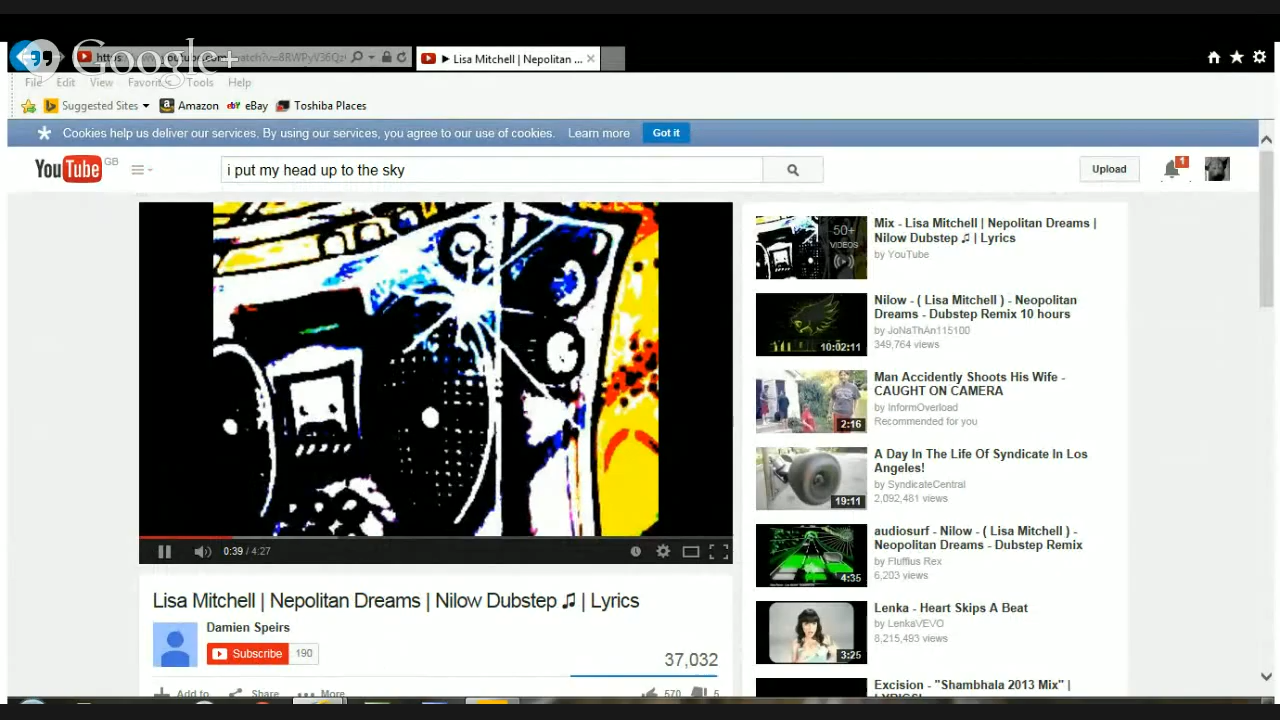 Google+
https
youtube.com
▶ Lisa Mitchell | Nepolitan ...
File Edit View Favorites Tools Help
Suggested Sites Amazon eBay Toshiba Places
Cookies help us deliver our services. By using our services, you agree to our use of cookies. Learn more Got it
YouTube GB
i put my head up to the sky
Upload
1
50+
VIDEOS
Mix - Lisa Mitchell | Nepolitan Dreams |
Nilow Dubstep ♫ | Lyrics
by YouTube
10:02:11
Nilow - ( Lisa Mitchell ) - Neopolitan
Dreams - Dubstep Remix 10 hours
by JoNaThAn115100
349,764 views
2:16
Man Accidently Shoots His Wife -
CAUGHT ON CAMERA
by InformOverload
Recommended for you
19:11
A Day In The Life Of Syndicate In Los
Angeles!
by SyndicateCentral
2,092,481 views
4:35
audiosurf - Nilow - ( Lisa Mitchell ) -
Neopolitan Dreams - Dubstep Remix
by Fluffius Rex
6,203 views
3:25
Lenka - Heart Skips A Beat
by LenkaVEVO
8,215,493 views
Excision - "Shambhala 2013 Mix" |
LYRICS!
0:39 / 4:27
Lisa Mitchell | Nepolitan Dreams | Nilow Dubstep ♫ | Lyrics
Damien Speirs
Subscribe 190
37,032
Add to Share More
570 5